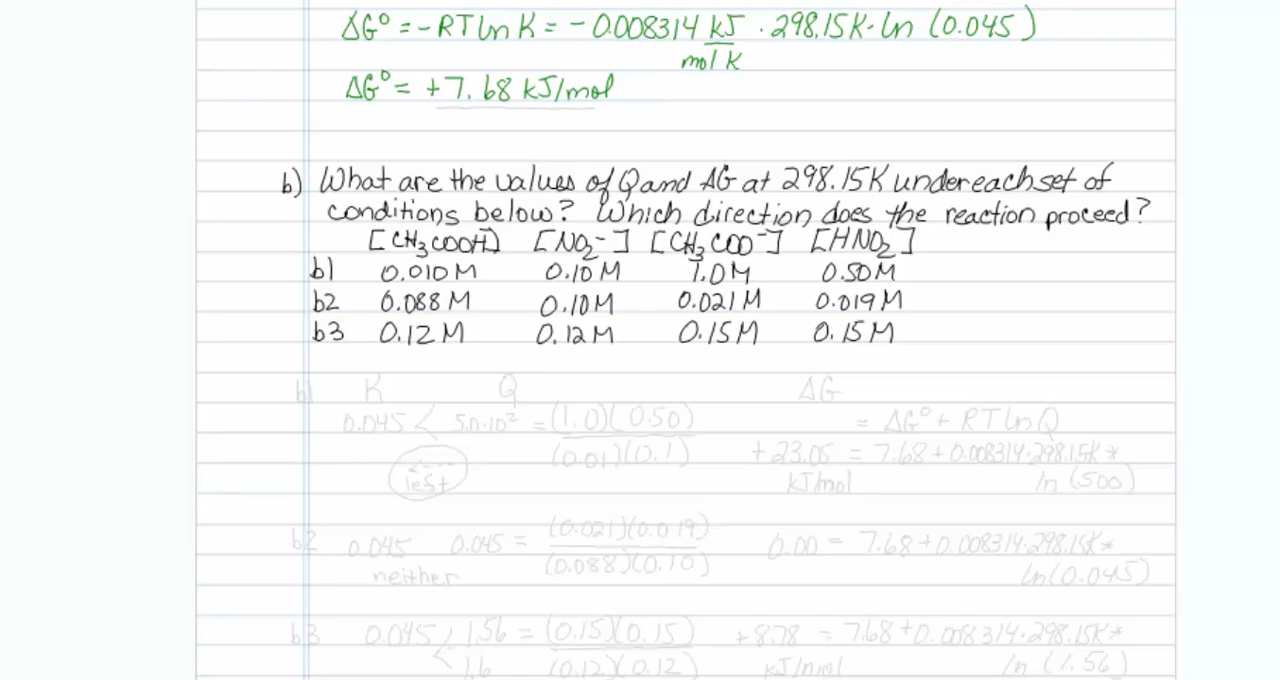 ΔG° = -RT ln K = - 0.008314 kJ/mol K · 298.15K · ln (0.045)
ΔG° = +7.68 kJ/mol
b) What are the values of Q and ΔG at 298.15K under each set of
conditions below? Which direction does the reaction proceed?
[CH₃COOH] [NO₂⁻] [CH₃COO⁻] [HNO₂]
b1 0.010M 0.10M 1.0M 0.50M
b2 0.088M 0.10M 0.021M 0.019M
b3 0.12M 0.12M 0.15M 0.15M
b1 K Q ΔG
0.045 < 5.0·10² = (1.0)(0.50) = ΔG° + RT ln Q
(0.01)(0.1) +23.05 = 7.68+0.008314·298.15K*
left kJ/mol ln (500)
b2 0.045 0.045 = (0.021)(0.019) 0.00 = 7.68+0.008314·298.15K*
neither (0.088)(0.10) ln(0.045)
b3 0.045 < 1.56 = (0.15)(0.15) +8.78 = 7.68+0.008314·298.15K*
1.6 (0.12)(0.12) kJ/mol ln (1.56)